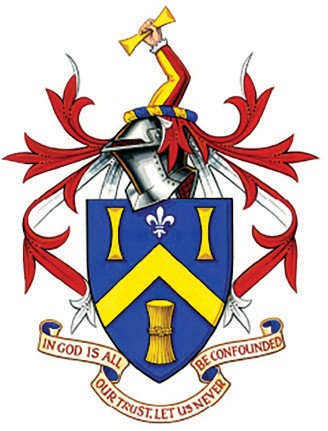 IN GOD IS ALL
OUR TRUST, LET US NEVER
BE CONFOUNDED